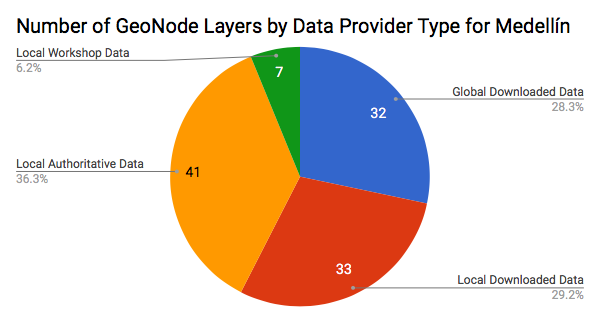 Number of GeoNode Layers by Data Provider Type for Medellín
Local Workshop Data
6.2%
7
Global Downloaded Data
28.3%
32
Local Authoritative Data
36.3%
41
33
Local Downloaded Data
29.2%